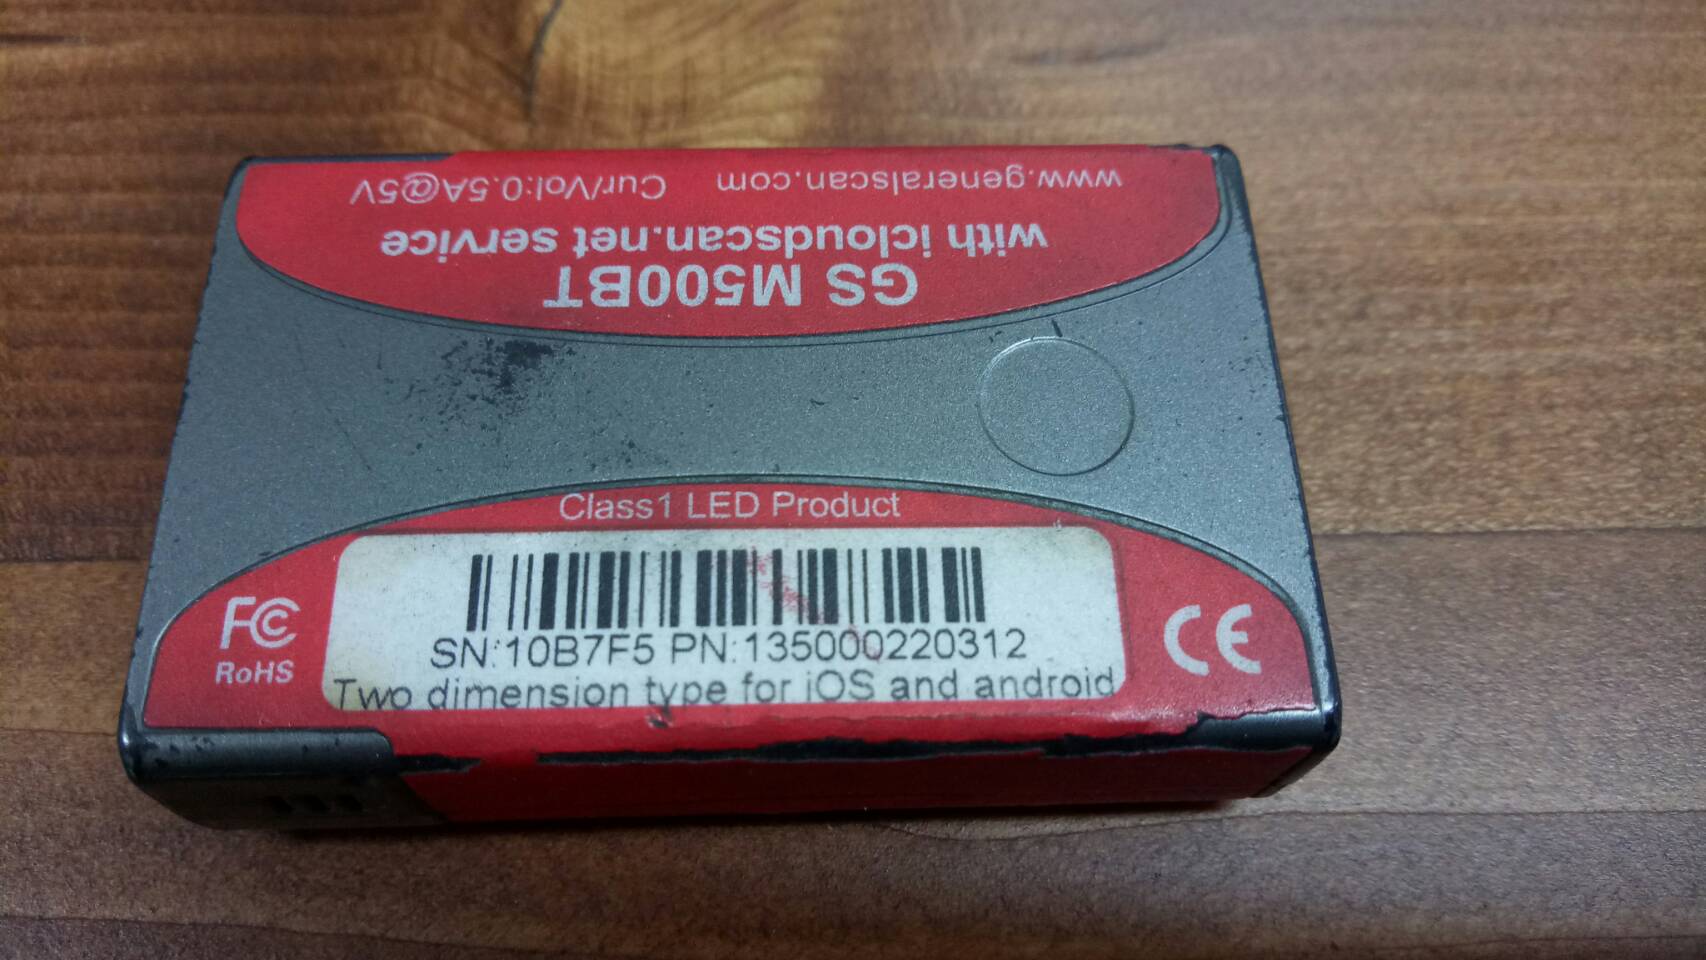 www.generalscan.com Cur/Vol:0.5A@5V
with icloudscan.net service
GS M500BT
Class1 LED Product
FC
RoHS
SN:10B7F5 PN:135000220312
Two dimension type for iOS and android
CE